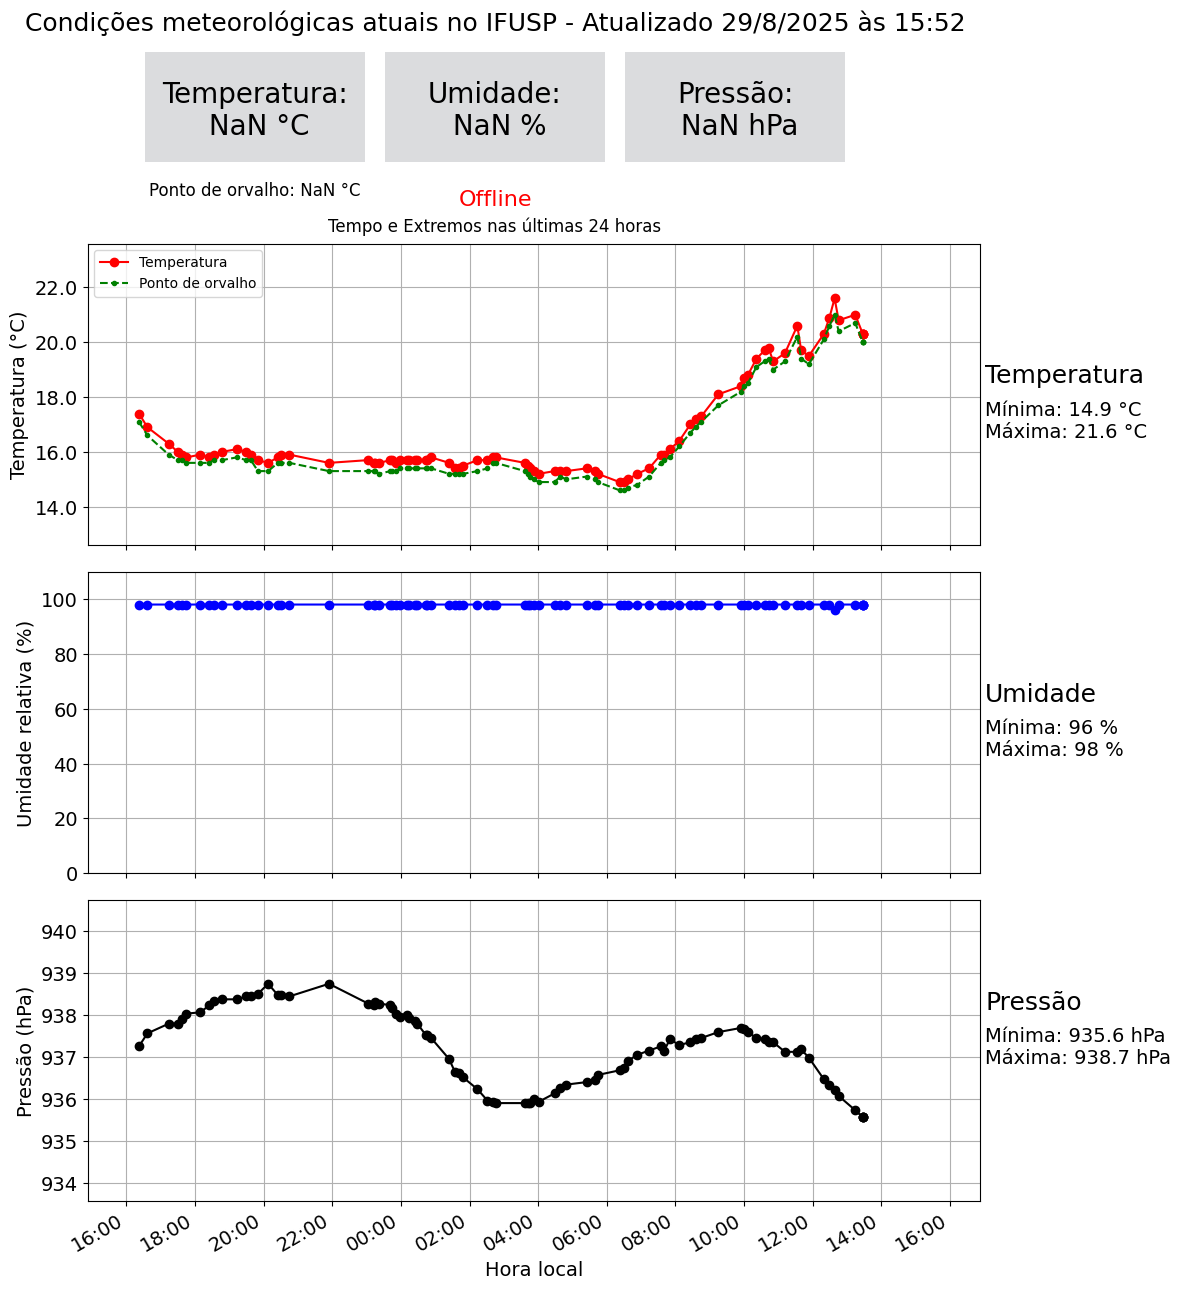 Condições meteorológicas atuais no IFUSP - Atualizado 29/8/2025 às 15:52
Temperatura:
NaN °C
Umidade:
NaN %
Pressão:
NaN hPa
Ponto de orvalho: NaN °C
Offline
Tempo e Extremos nas últimas 24 horas
Temperatura
Ponto de orvalho
Temperatura (°C)
22.0
20.0
18.0
16.0
14.0
Temperatura
Mínima: 14.9 °C
Máxima: 21.6 °C
Umidade relativa (%)
100
80
60
40
20
0
Umidade
Mínima: 96 %
Máxima: 98 %
Pressão (hPa)
940
939
938
937
936
935
934
Pressão
Mínima: 935.6 hPa
Máxima: 938.7 hPa
16:00 18:00 20:00 22:00 00:00 02:00 04:00 06:00 08:00 10:00 12:00 14:00 16:00
Hora local